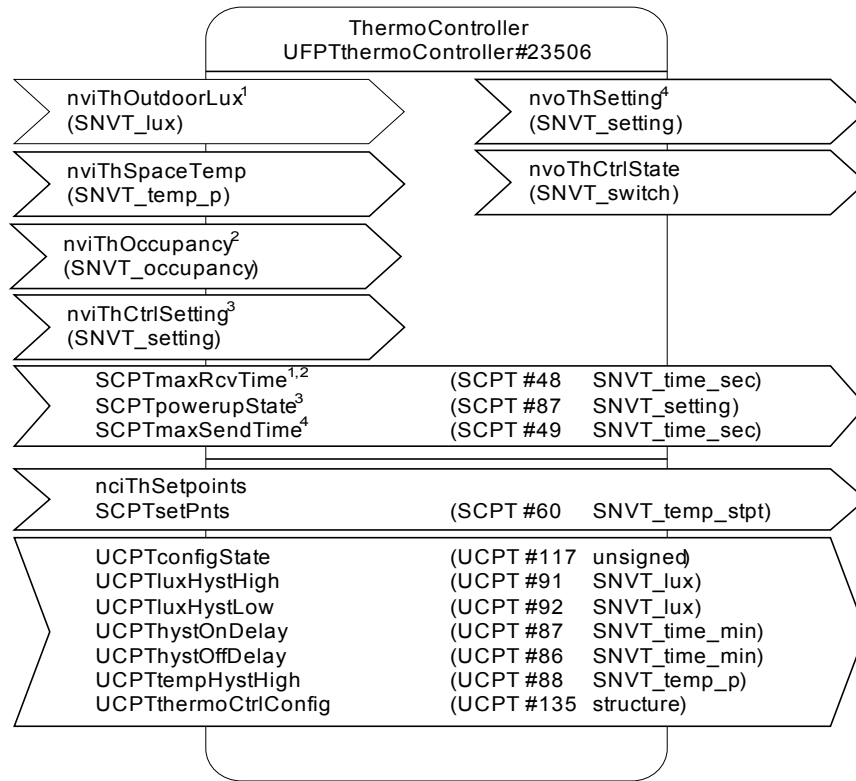 ThermoController
UFPTthermoController#23506
nviThOutdoorLux¹
(SNVT_lux)
nvoThSetting⁴
(SNVT_setting)
nviThSpaceTemp
(SNVT_temp_p)
nvoThCtrlState
(SNVT_switch)
nviThOccupancy²
(SNVT_occupancy)
nviThCtrlSetting³
(SNVT_setting)
SCPTmaxRcvTime¹,² (SCPT #48 SNVT_time_sec)
SCPTpowerupState³ (SCPT #87 SNVT_setting)
SCPTmaxSendTime⁴ (SCPT #49 SNVT_time_sec)
nciThSetpoints
SCPTsetPnts (SCPT #60 SNVT_temp_stpt)
UCPTconfigState (UCPT #117 unsigned)
UCPTluxHystHigh (UCPT #91 SNVT_lux)
UCPTluxHystLow (UCPT #92 SNVT_lux)
UCPThystOnDelay (UCPT #87 SNVT_time_min)
UCPThystOffDelay (UCPT #86 SNVT_time_min)
UCPTtempHystHigh (UCPT #88 SNVT_temp_p)
UCPTthermoCtrlConfig (UCPT #135 structure)